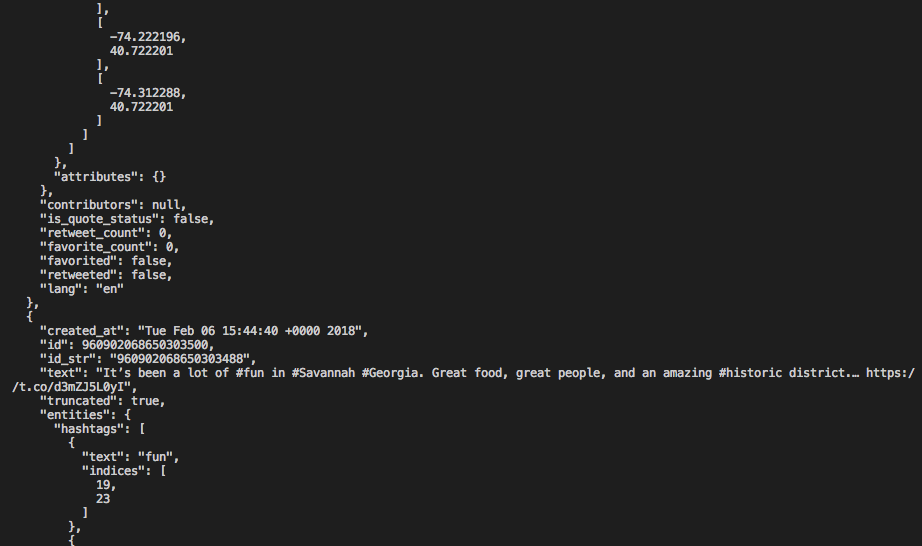 ],
            [
              -74.222196,
              40.722201
            ],
            [
              -74.312288,
              40.722201
            ]
          ]
        ]
      },
      "attributes": {}
    },
    "contributors": null,
    "is_quote_status": false,
    "retweet_count": 0,
    "favorite_count": 0,
    "favorited": false,
    "retweeted": false,
    "lang": "en"
  },
  {
    "created_at": "Tue Feb 06 15:44:40 +0000 2018",
    "id": 960902068650303500,
    "id_str": "960902068650303488",
    "text": "It’s been a lot of #fun in #Savannah #Georgia. Great food, great people, and an amazing #historic district.… https:/
/t.co/d3mZJ5L0yI",
    "truncated": true,
    "entities": {
      "hashtags": [
        {
          "text": "fun",
          "indices": [
            19,
            23
          ]
        },
        {